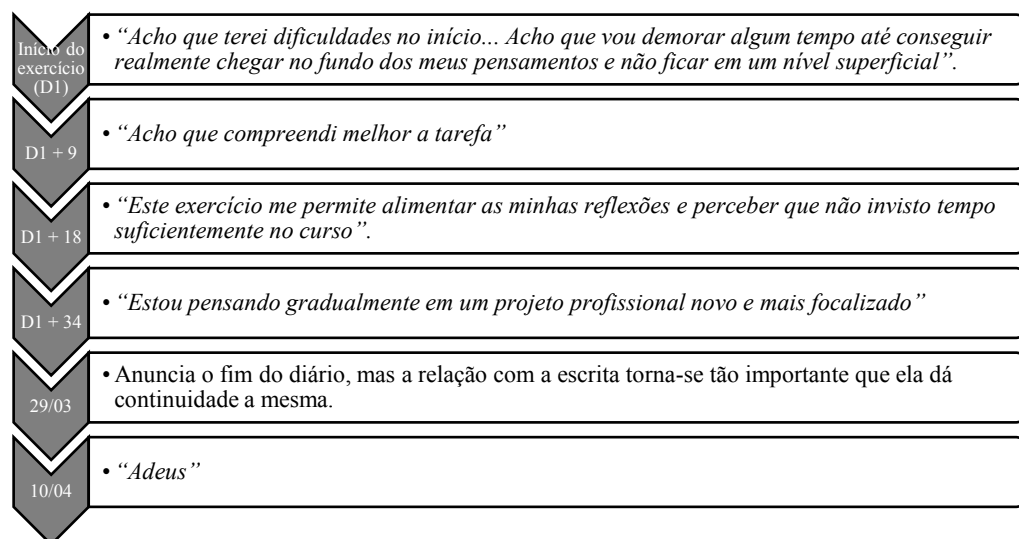 Início do
exercício
(D1)
• “Acho que terei dificuldades no início... Acho que vou demorar algum tempo até conseguir
realmente chegar no fundo dos meus pensamentos e não ficar em um nível superficial”.
D1 + 9
• “Acho que compreendi melhor a tarefa”
D1 + 18
• “Este exercício me permite alimentar as minhas reflexões e perceber que não invisto tempo
suficientemente no curso”.
D1 + 34
• “Estou pensando gradualmente em um projeto profissional novo e mais focalizado”
29/03
• Anuncia o fim do diário, mas a relação com a escrita torna-se tão importante que ela dá
continuidade a mesma.
10/04
• “Adeus”